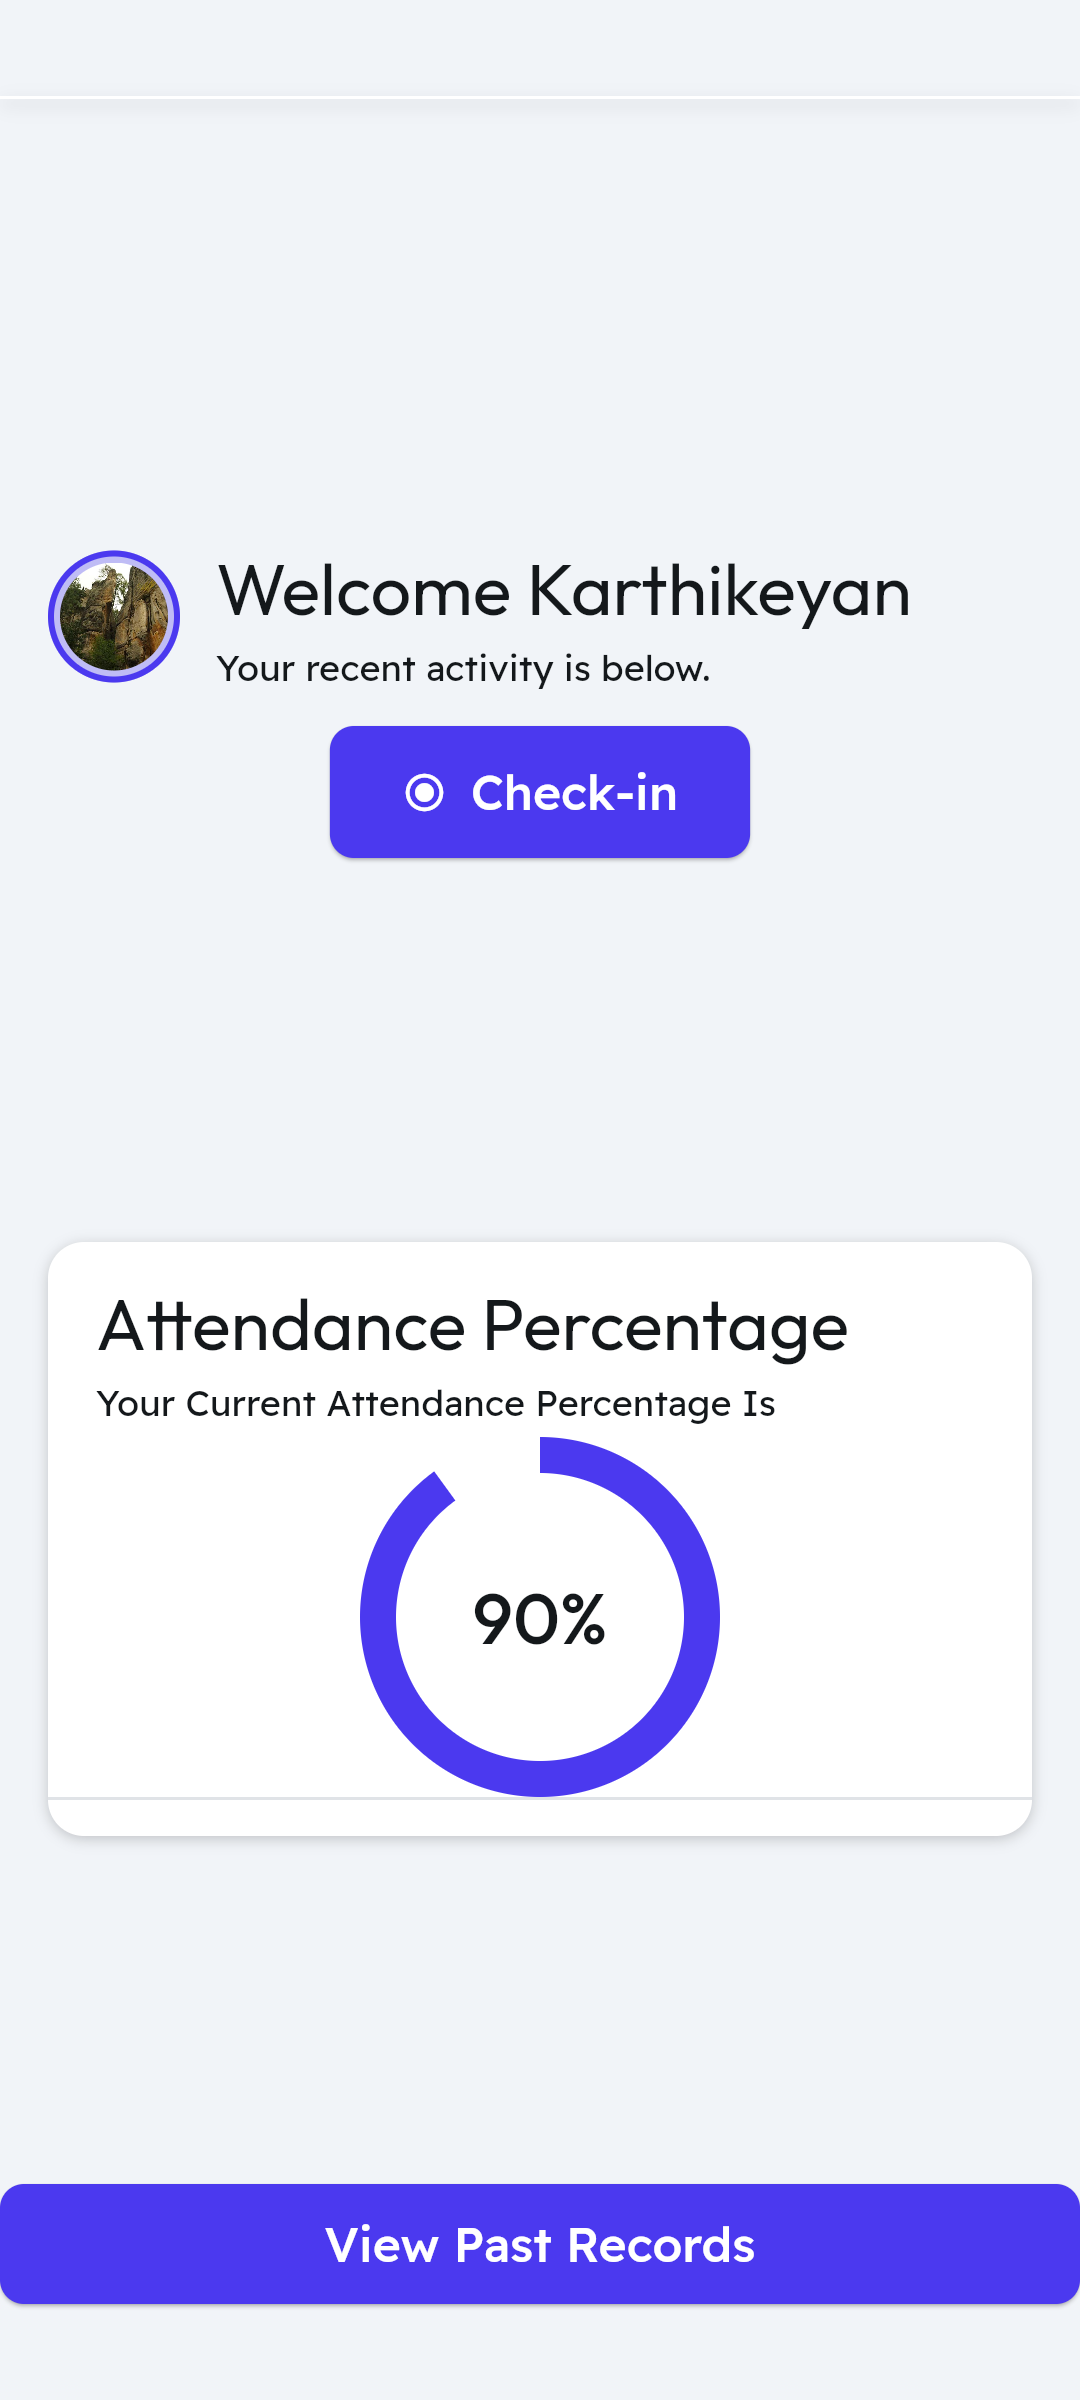 Welcome Karthikeyan
Your recent activity is below.
Check-in
Attendance Percentage
Your Current Attendance Percentage Is
90%
View Past Records